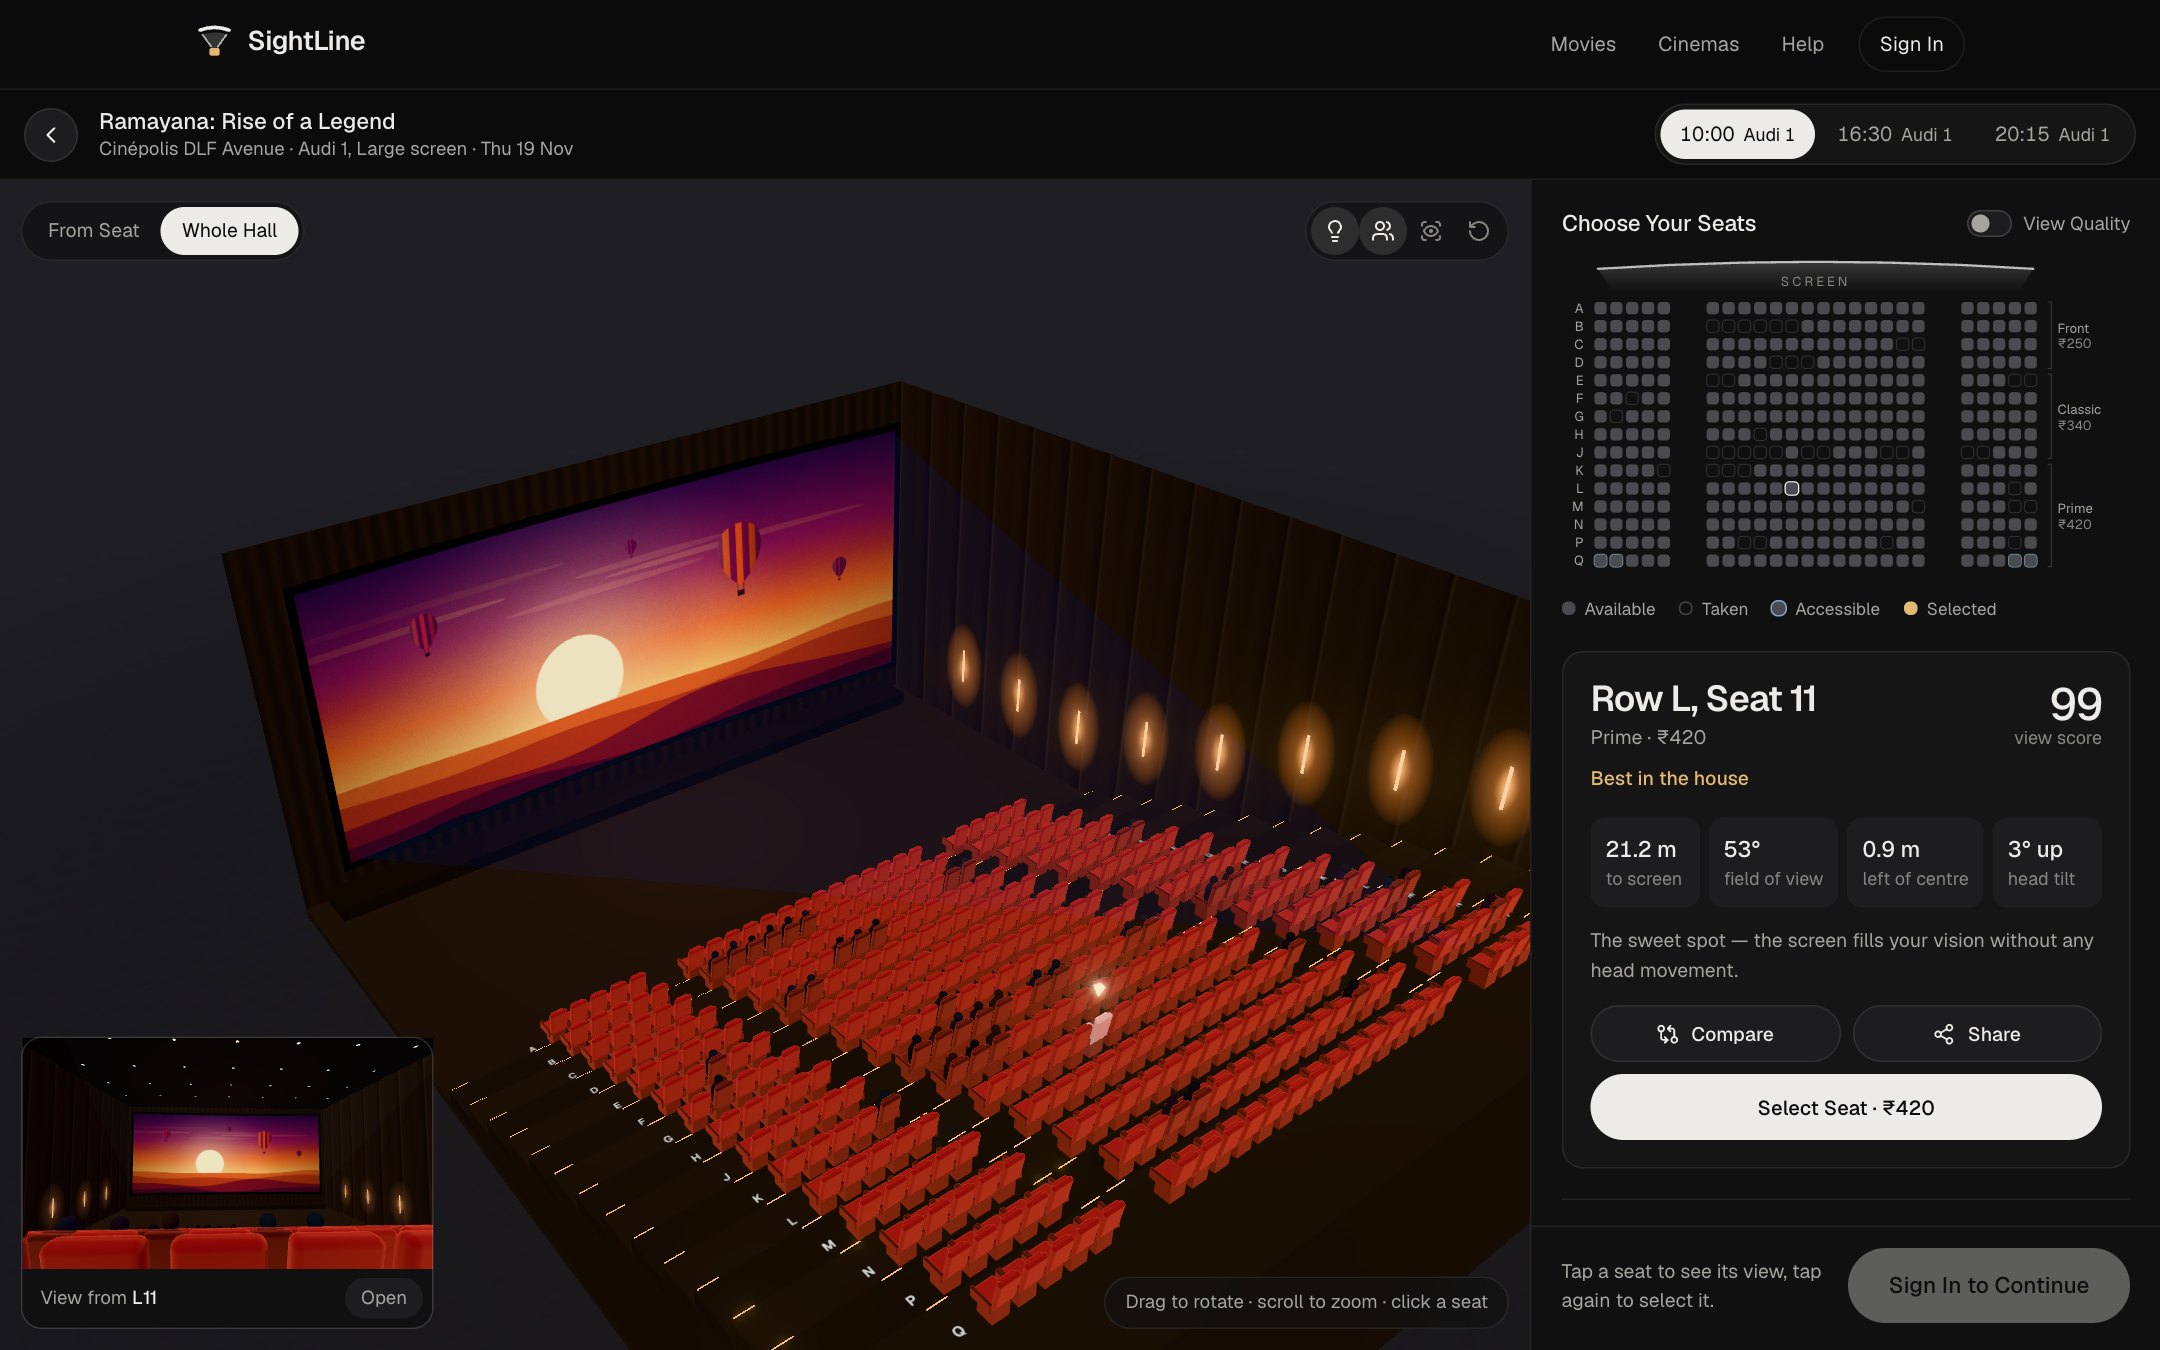 SightLine
Movies
Cinemas
Help
Sign In
Ramayana: Rise of a Legend
Cinépolis DLF Avenue · Audi 1, Large screen · Thu 19 Nov
10:00 Audi 1
16:30 Audi 1
20:15 Audi 1
From Seat
Whole Hall
Choose Your Seats
View Quality
SCREEN
A
B
C
D
E
F
G
H
J
K
L
M
N
P
Q
Front
₹250
Classic
₹340
Prime
₹420
Available
Taken
Accessible
Selected
Row L, Seat 11
99
Prime · ₹420
view score
Best in the house
21.2 m
to screen
53°
field of view
0.9 m
left of centre
3° up
head tilt
The sweet spot — the screen fills your vision without any
head movement.
Compare
Share
Select Seat · ₹420
A
B
C
D
E
F
G
H
J
K
L
M
N
P
Q
View from L11
Open
Drag to rotate · scroll to zoom · click a seat
Tap a seat to see its view, tap
again to select it.
Sign In to Continue